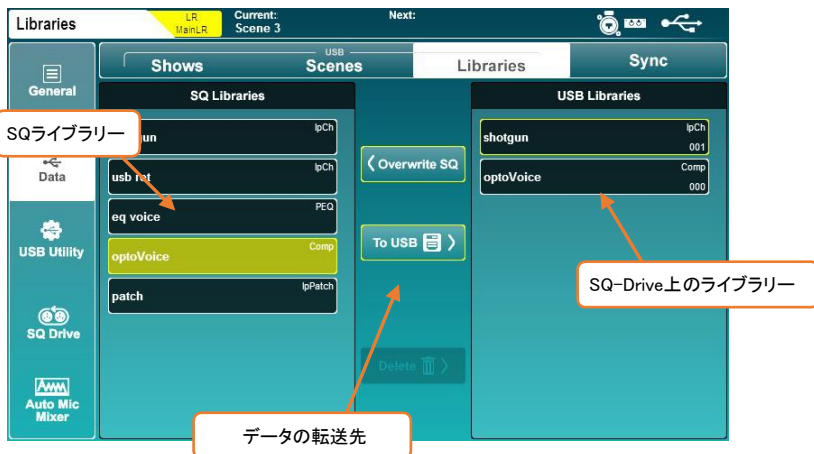 Libraries
LR
MainLR
Current:
Scene 3
Next:
General
Data
USB Utility
SQ Drive
Auto Mic
Mixer
USB
Shows
Scenes
Libraries
Sync
SQ Libraries
IpCh
usb ret
IpCh
eq voice
PEQ
optoVoice
Comp
patch
IpPatch
Overwrite SQ
To USB
Delete
USB Libraries
shotgun
IpCh
001
optoVoice
Comp
000
SQライブラリー
SQ-Drive上のライブラリー
データの転送先